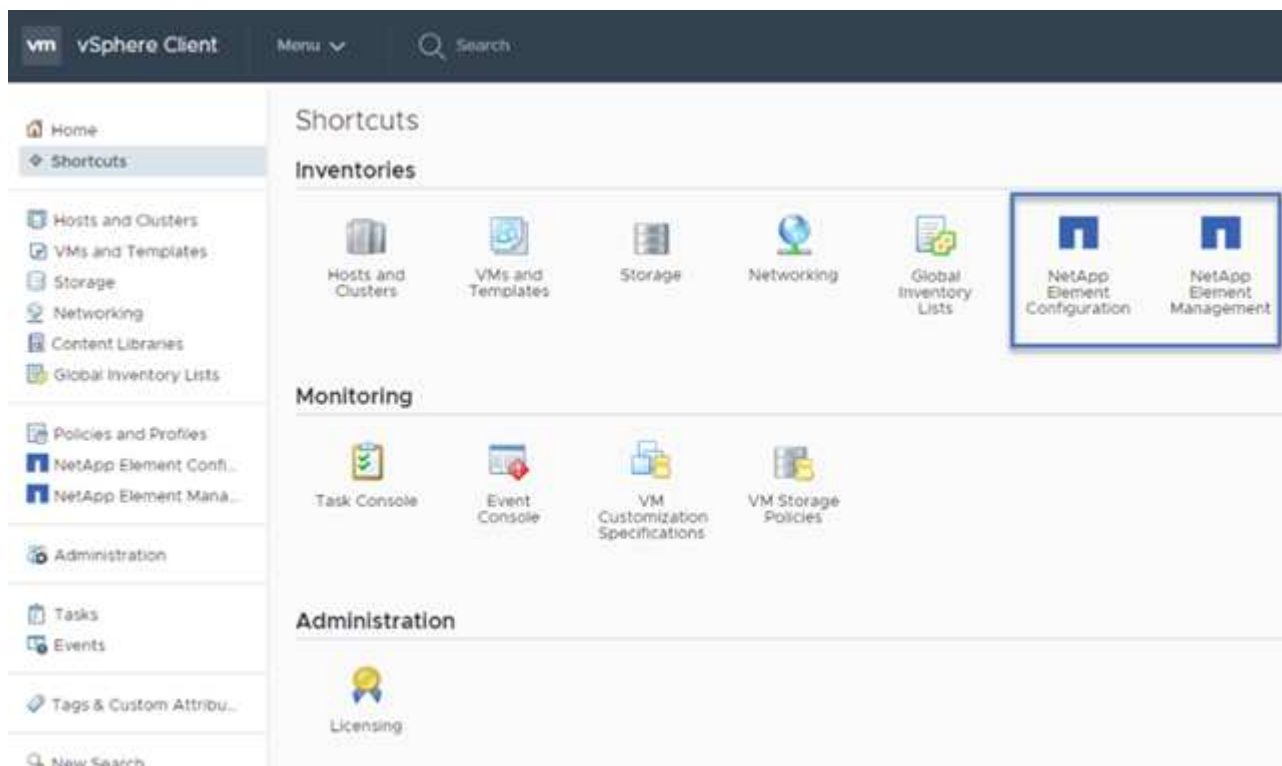 vm vSphere Client Menu Search
Home
Shortcuts
Hosts and Clusters
VMs and Templates
Storage
Networking
Content Libraries
Global Inventory Lists
Policies and Profiles
NetApp Element Confi...
NetApp Element Mana...
Administration
Tasks
Events
Tags & Custom Attribu...
New Search
Shortcuts
Inventories
Hosts and
Clusters
VMs and
Templates
Storage
Networking
Global
Inventory
Lists
NetApp
Element
Configuration
NetApp
Element
Management
Monitoring
Task Console
Event
Console
VM
Customization
Specifications
VM Storage
Policies
Administration
Licensing